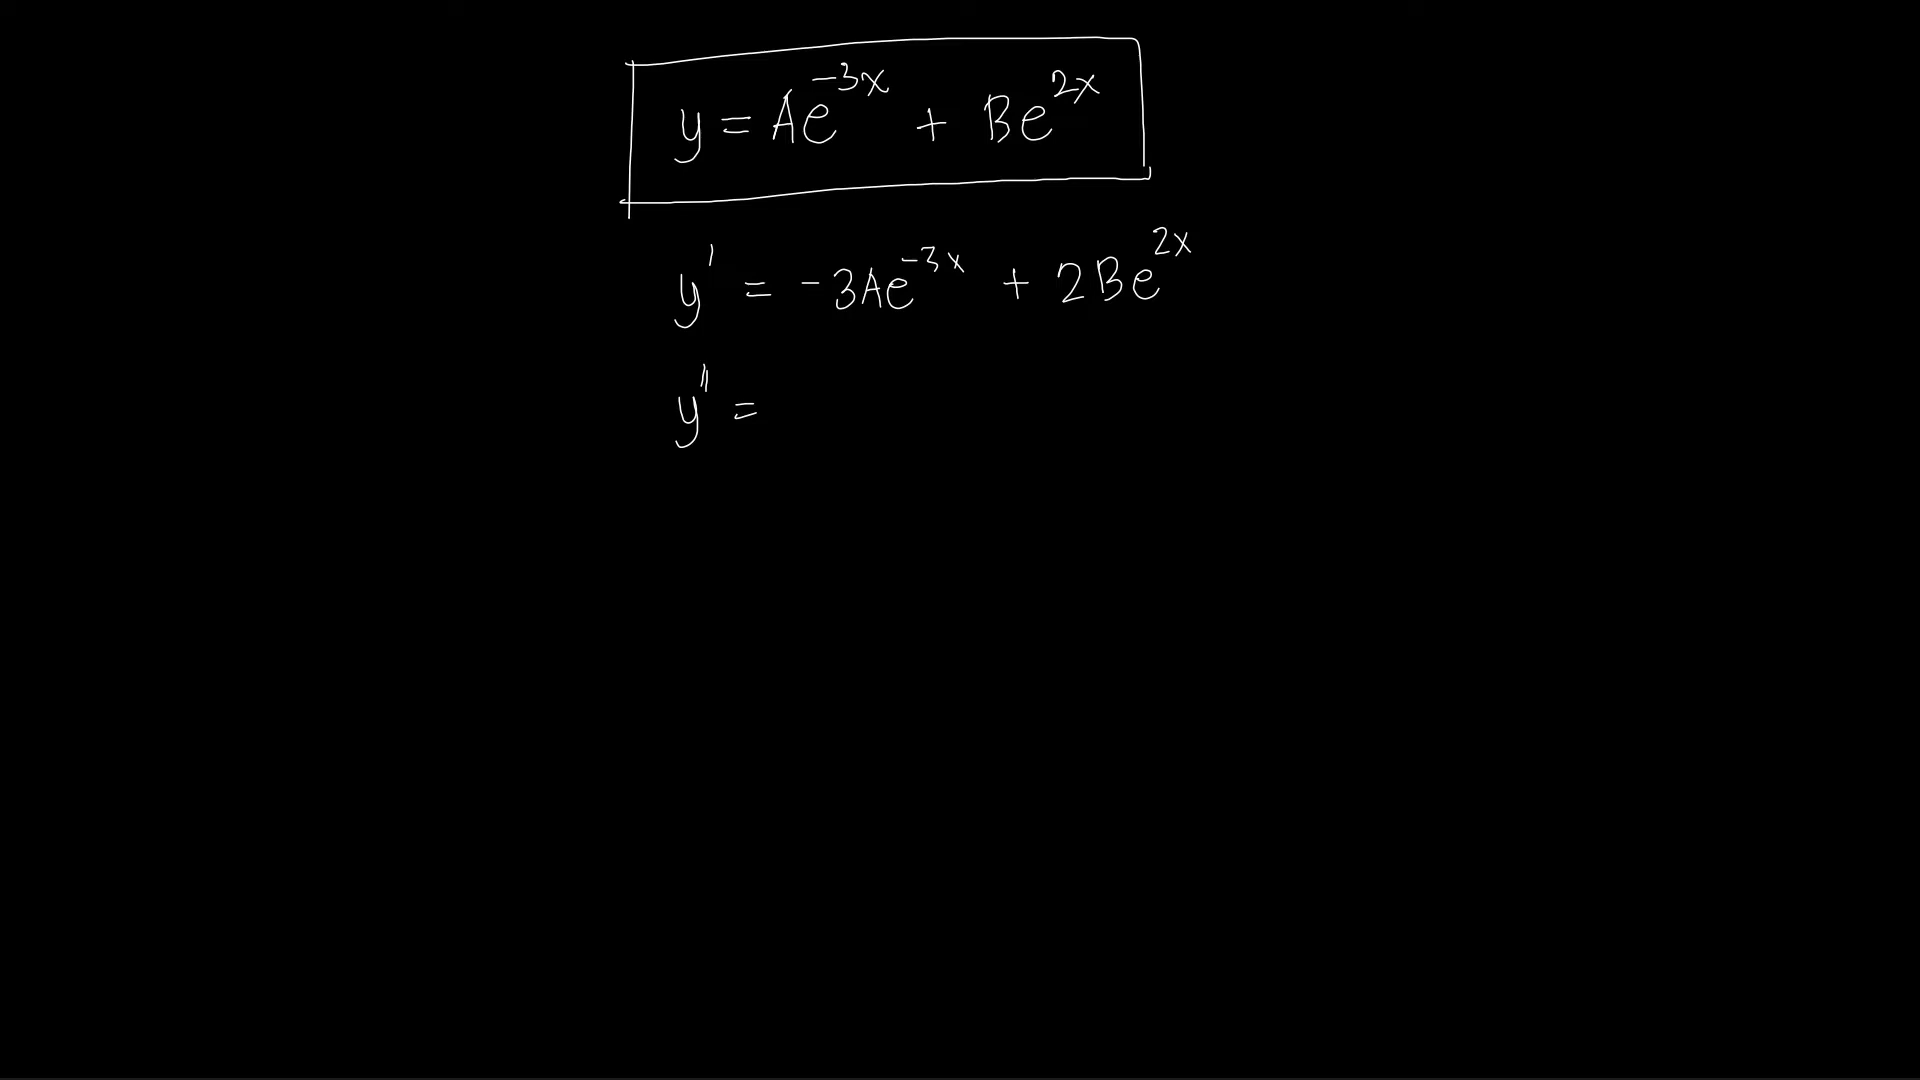 y = Ae^{-3x} + Be^{2x}
y' = -3Ae^{-3x} + 2Be^{2x}
y'' =